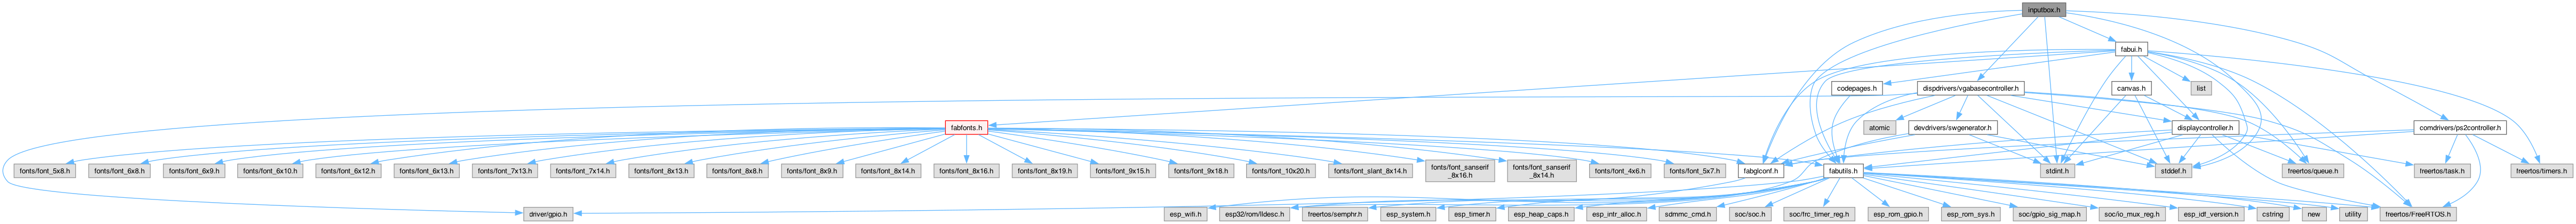 inputbox.h
fabui.h
codepages.h
dispdrivers/vgabasecontroller.h
canvas.h
list
fabfonts.h
atomic
devdrivers/swgenerator.h
displaycontroller.h
comdrivers/ps2controller.h
fonts/font_5x8.h
fonts/font_6x8.h
fonts/font_6x9.h
fonts/font_6x10.h
fonts/font_6x12.h
fonts/font_6x13.h
fonts/font_7x13.h
fonts/font_7x14.h
fonts/font_8x13.h
fonts/font_8x8.h
fonts/font_8x9.h
fonts/font_8x14.h
fonts/font_8x16.h
fonts/font_8x19.h
fonts/font_9x15.h
fonts/font_9x18.h
fonts/font_10x20.h
fonts/font_slant_8x14.h
fonts/font_sanserif
_8x16.h
fonts/font_sanserif
_8x14.h
fonts/font_4x6.h
fonts/font_5x7.h
fabglconf.h
fabutils.h
stdint.h
stddef.h
freertos/queue.h
freertos/task.h
freertos/timers.h
driver/gpio.h
esp_wifi.h
esp32/rom/lldesc.h
freertos/semphr.h
esp_system.h
esp_timer.h
esp_heap_caps.h
esp_intr_alloc.h
sdmmc_cmd.h
soc/soc.h
soc/frc_timer_reg.h
esp_rom_gpio.h
esp_rom_sys.h
soc/gpio_sig_map.h
soc/io_mux_reg.h
esp_idf_version.h
cstring
new
utility
freertos/FreeRTOS.h